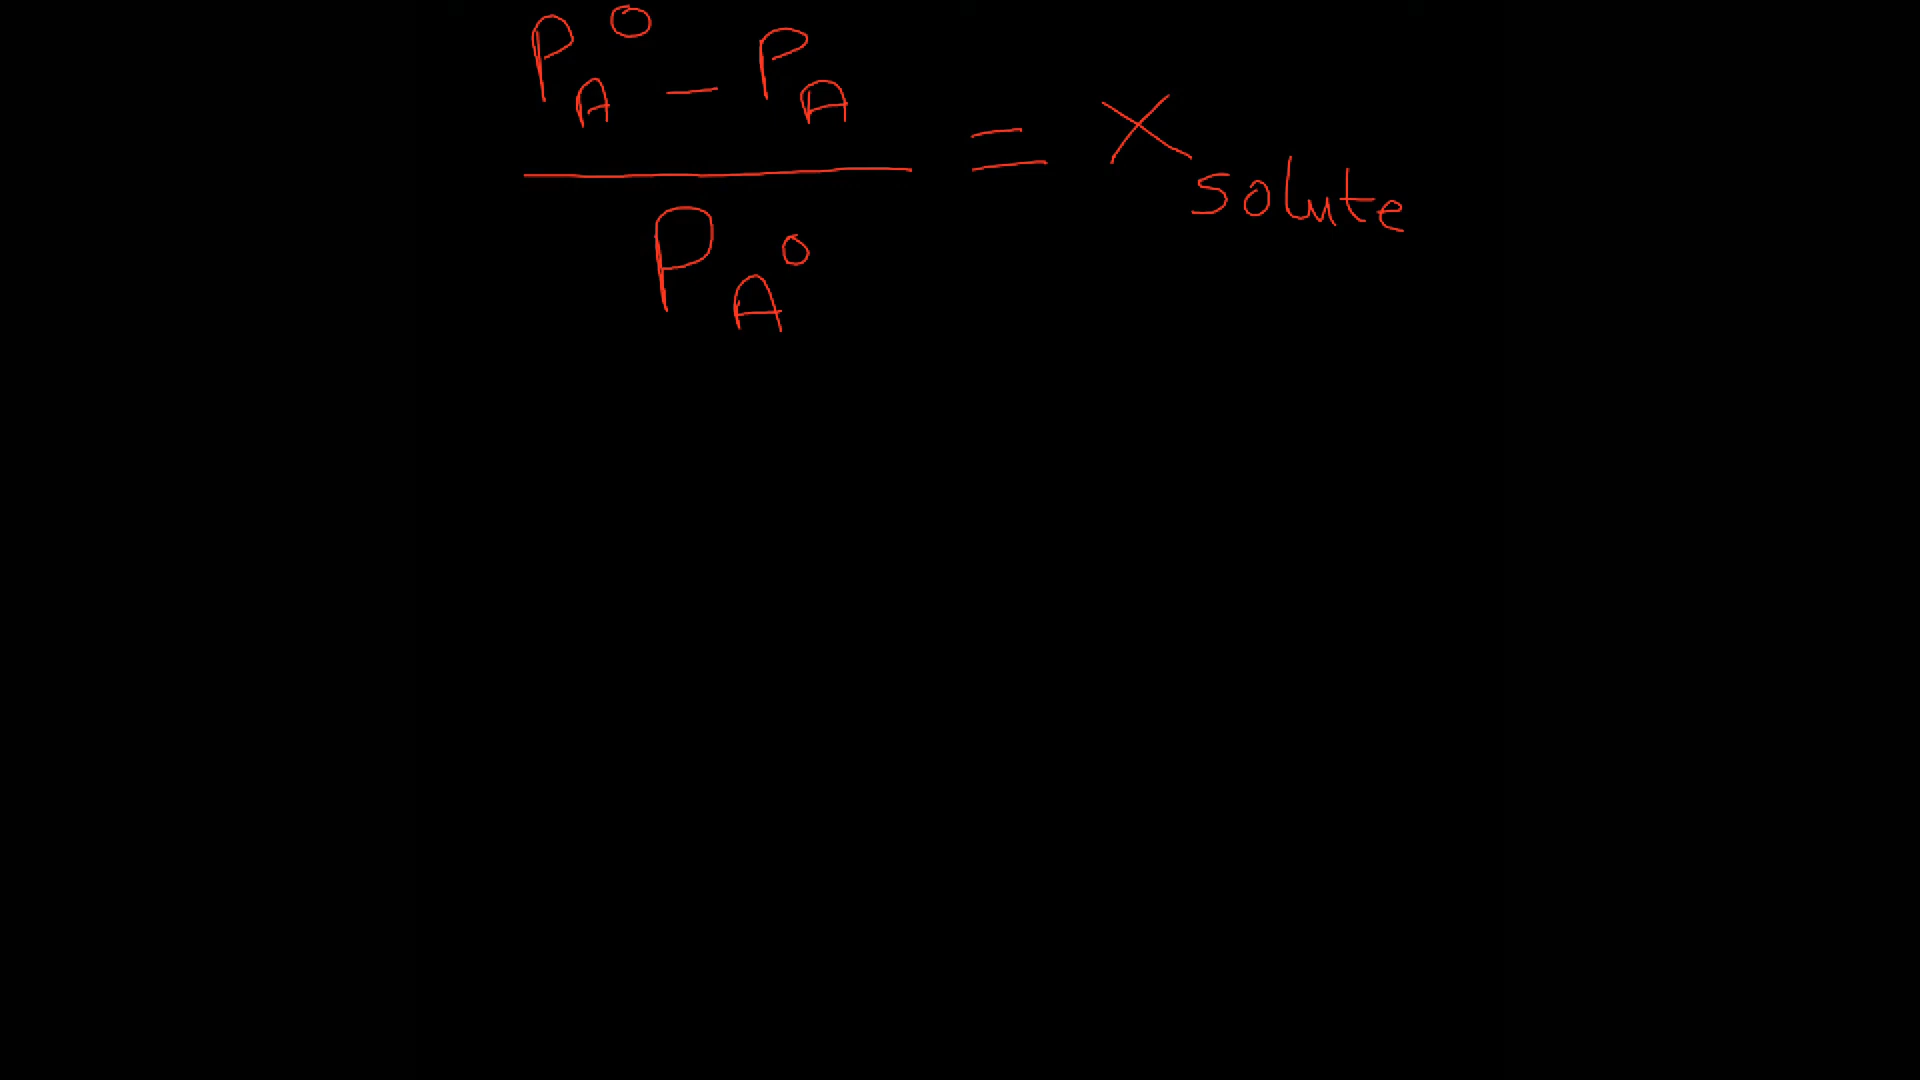 P_A^o - P_A
P_A^o
= X_solute